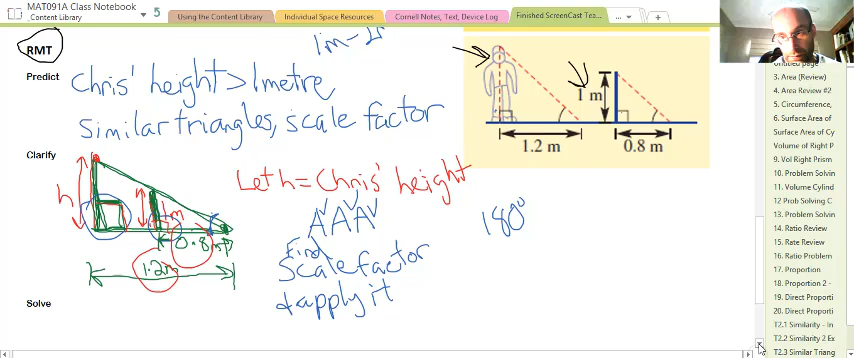 MAT091A Class Notebook
5
Using the Content Library
Individual Space Resources
Cornell Notes, Text, Device Log
Finished ScreenCast Tea...
...
+
RMT
Predict
Chris' height > 1 metre,
similar triangles, scale factor
1 m
1.2 m
0.8 m
Clarify
h
1m
0.8m
1.2m
Let h = Chris' height
AAA
180°
Find
Scale factor
& apply it
Solve
Untitled page
3. Area (Review)
4. Area Review #2
5. Circumference,
6. Surface Area of
Surface Area of Cy
Volume of Right P
9. Vol Right Prism
10. Problem Solvin
11. Volume Cylind
12 Prob Solving C
13. Problem Solvin
14. Ratio Review
15. Rate Review
16. Ratio Problem
17. Proportion
18. Proportion 2 -
19. Direct Proporti
20. Direct Proporti
T2.1 Similarity - In
T2.2 Similarity 2 Ex
T2.3 Similar Triang